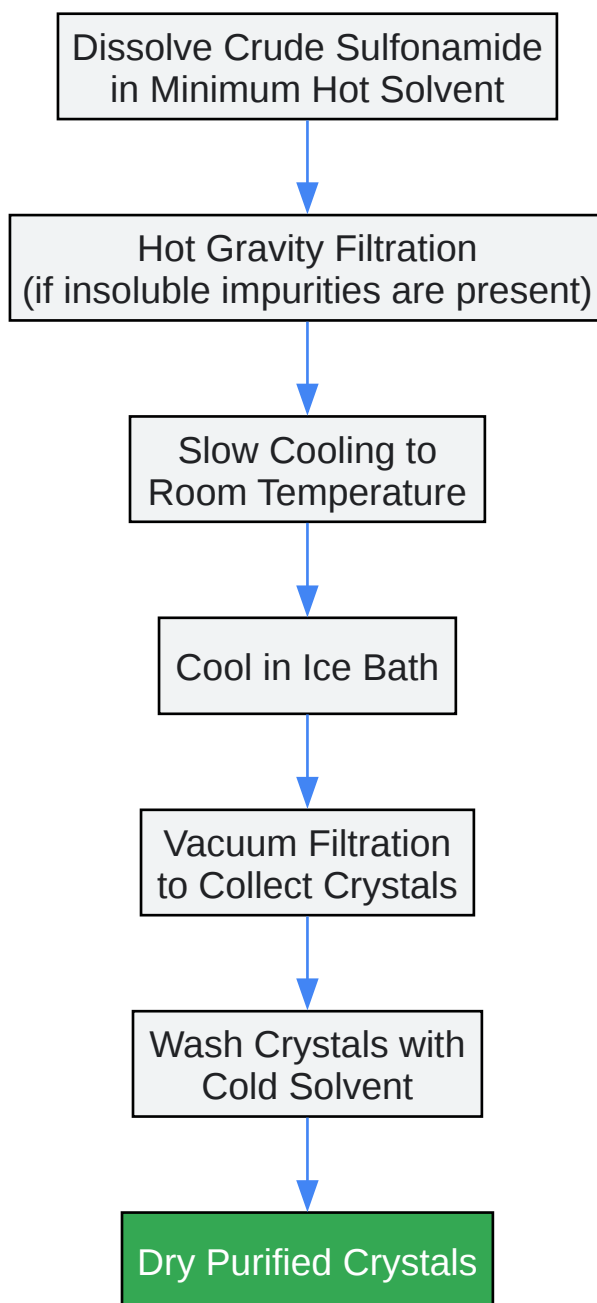 Dissolve Crude Sulfonamide
in Minimum Hot Solvent
Hot Gravity Filtration
(if insoluble impurities are present)
Slow Cooling to
Room Temperature
Cool in Ice Bath
Vacuum Filtration
to Collect Crystals
Wash Crystals with
Cold Solvent
Dry Purified Crystals